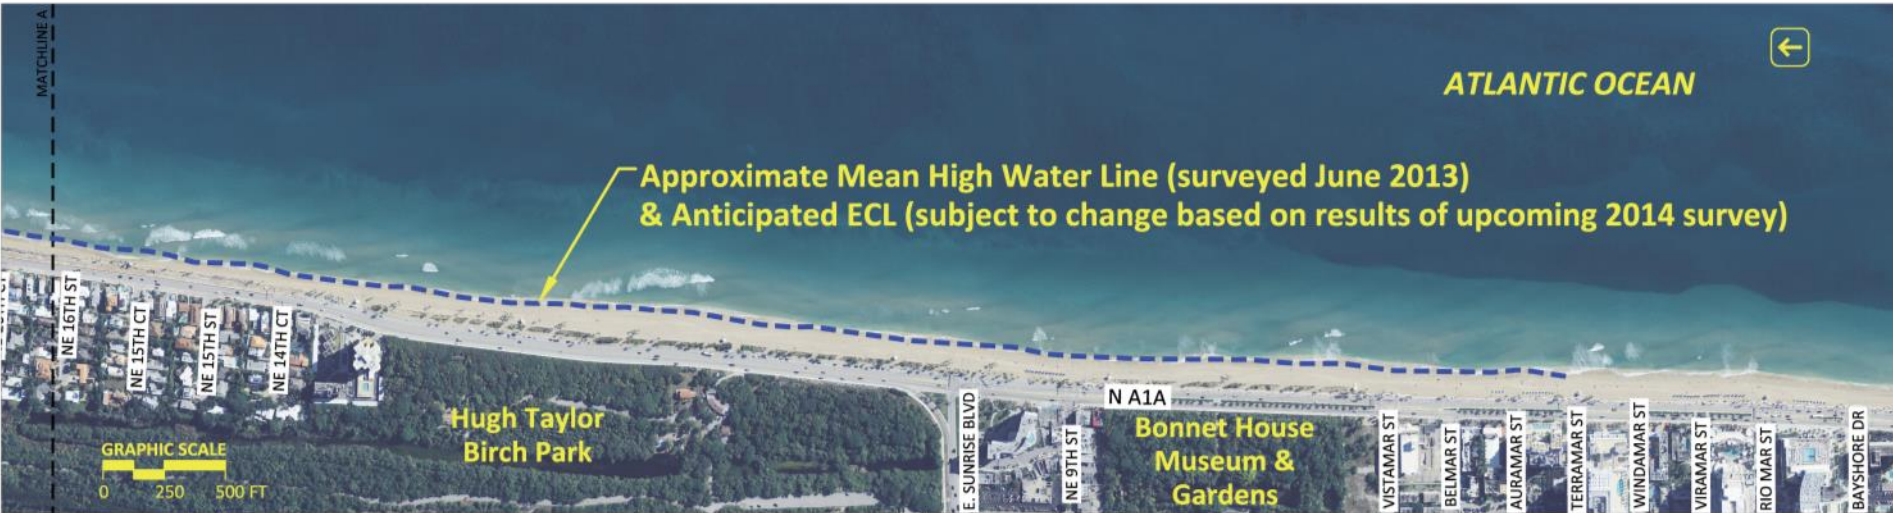 MATCHLINE A
ATLANTIC OCEAN
Approximate Mean High Water Line (surveyed June 2013)
& Anticipated ECL (subject to change based on results of upcoming 2014 survey)
NE 16TH ST
NE 15TH CT
NE 15TH ST
NE 14TH CT
Hugh Taylor
Birch Park
GRAPHIC SCALE
0 250 500 FT
E. SUNRISE BLVD
NE 9TH ST
N A1A
Bonnet House
Museum &
Gardens
VISTAMAR ST
BELMAR ST
AURAMAR ST
TERRAMAR ST
WINDAMAR ST
VIRAMAR ST
RIO MAR ST
BAYSHORE DR